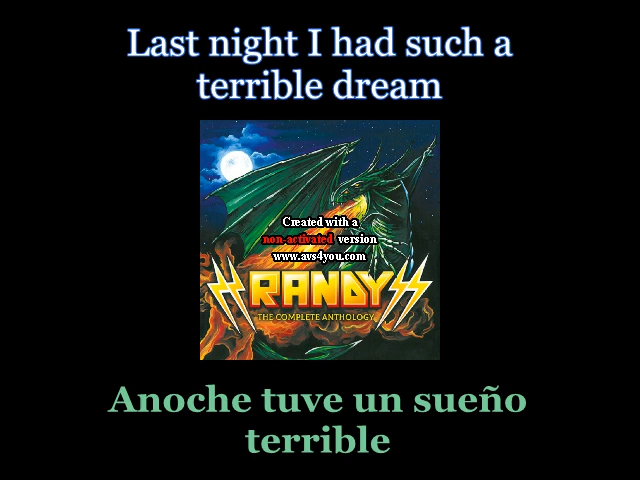 Last night I had such a
terrible dream
Created with a
non-activated version
www.avs4you.com
RANDY
THE COMPLETE ANTHOLOGY
Anoche tuve un sueño
terrible